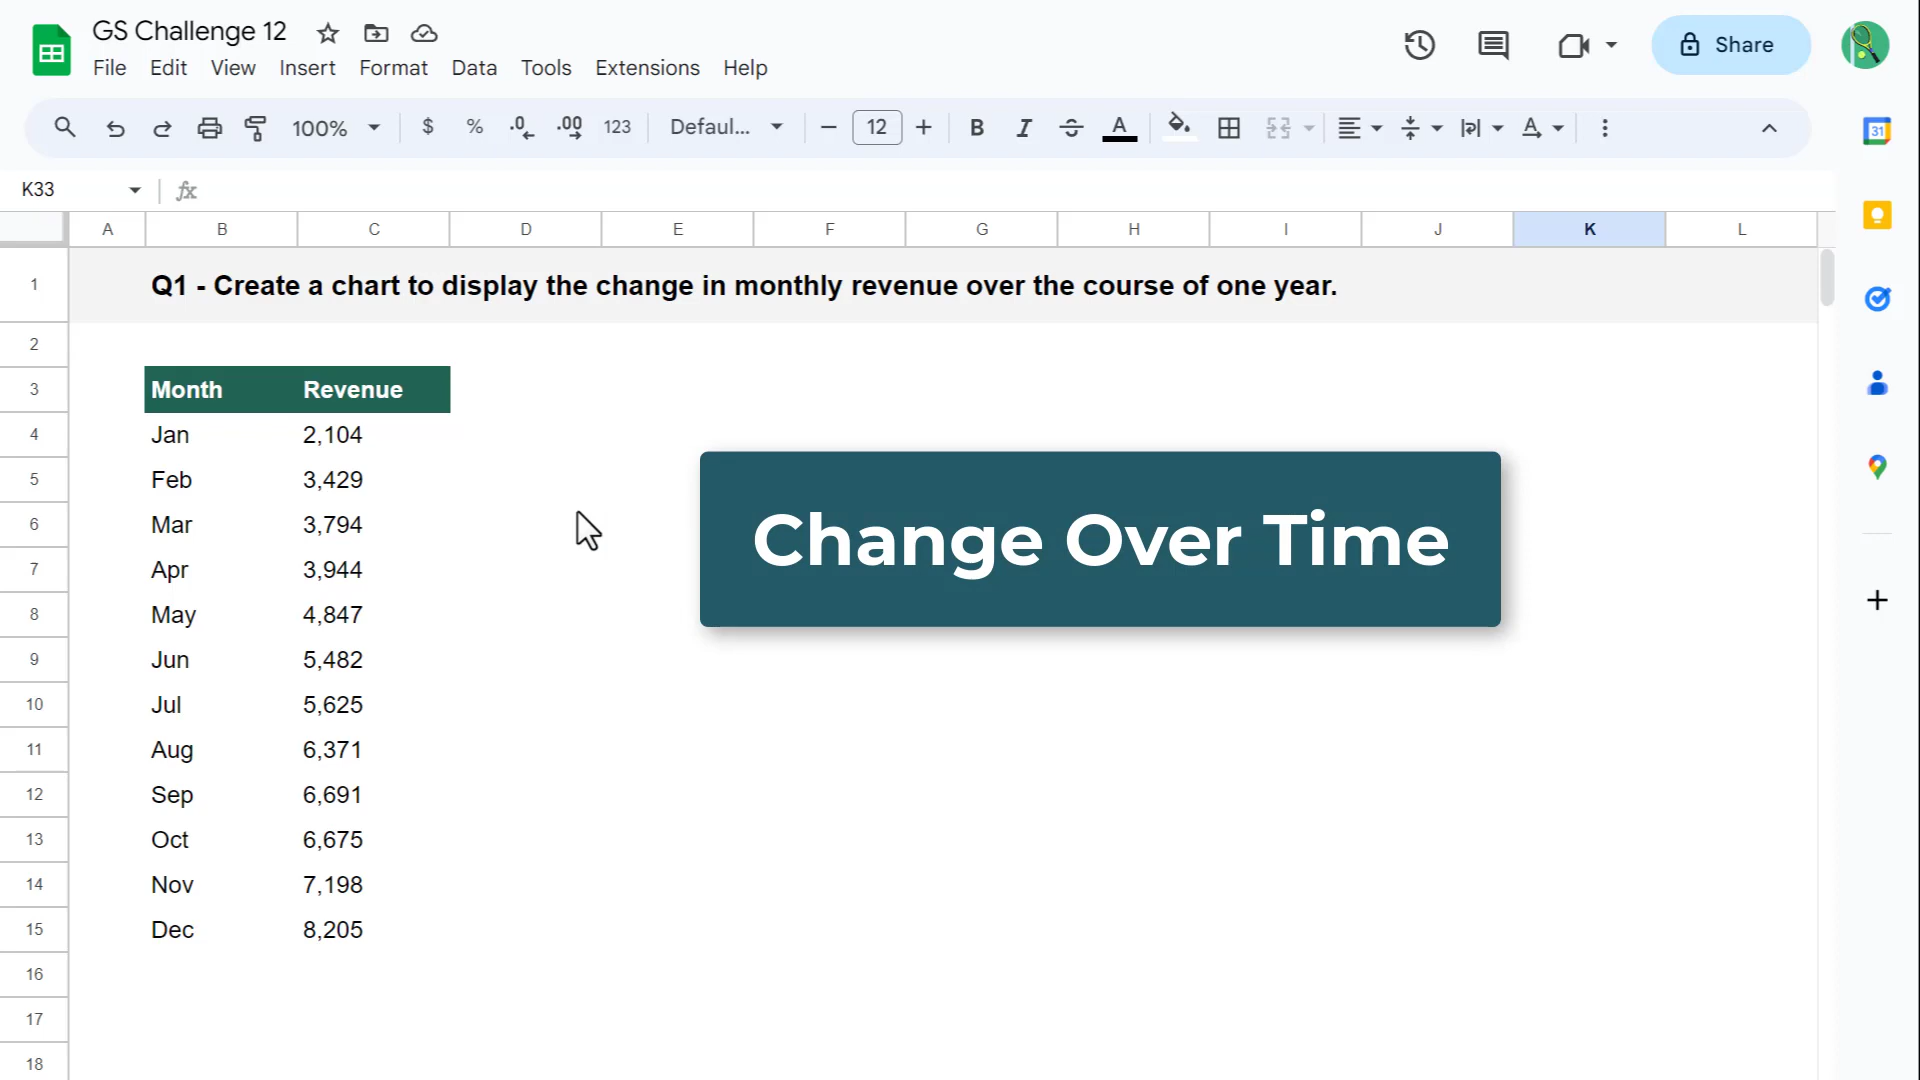 GS Challenge 12
File Edit View Insert Format Data Tools Extensions Help
Share
100% $ % .0 .00 123 Defaul... 12 B I A A
31
K33 fx
A B C D E F G H I J K L
1 Q1 - Create a chart to display the change in monthly revenue over the course of one year.
2
3 Month Revenue
4 Jan 2,104
5 Feb 3,429
6 Mar 3,794
7 Apr 3,944
8 May 4,847
9 Jun 5,482
10 Jul 5,625
11 Aug 6,371
12 Sep 6,691
13 Oct 6,675
14 Nov 7,198
15 Dec 8,205
16
17
18
Change Over Time